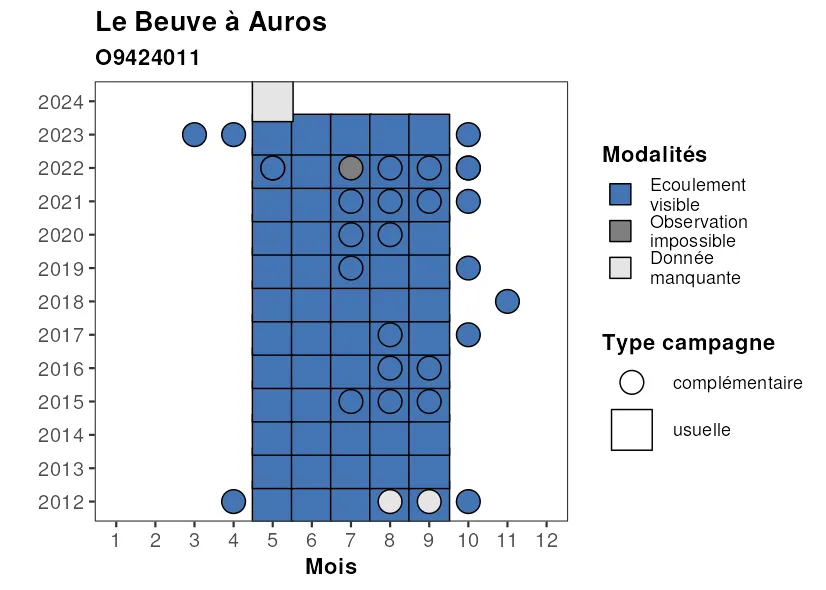 Le Beuve à Auros
O9424011
2024
2023
2022
2021
2020
2019
2018
2017
2016
2015
2014
2013
2012
1 2 3 4 5 6 7 8 9 10 11 12
Mois
Modalités
Ecoulement
visible
Observation
impossible
Donnée
manquante
Type campagne
complémentaire
usuelle